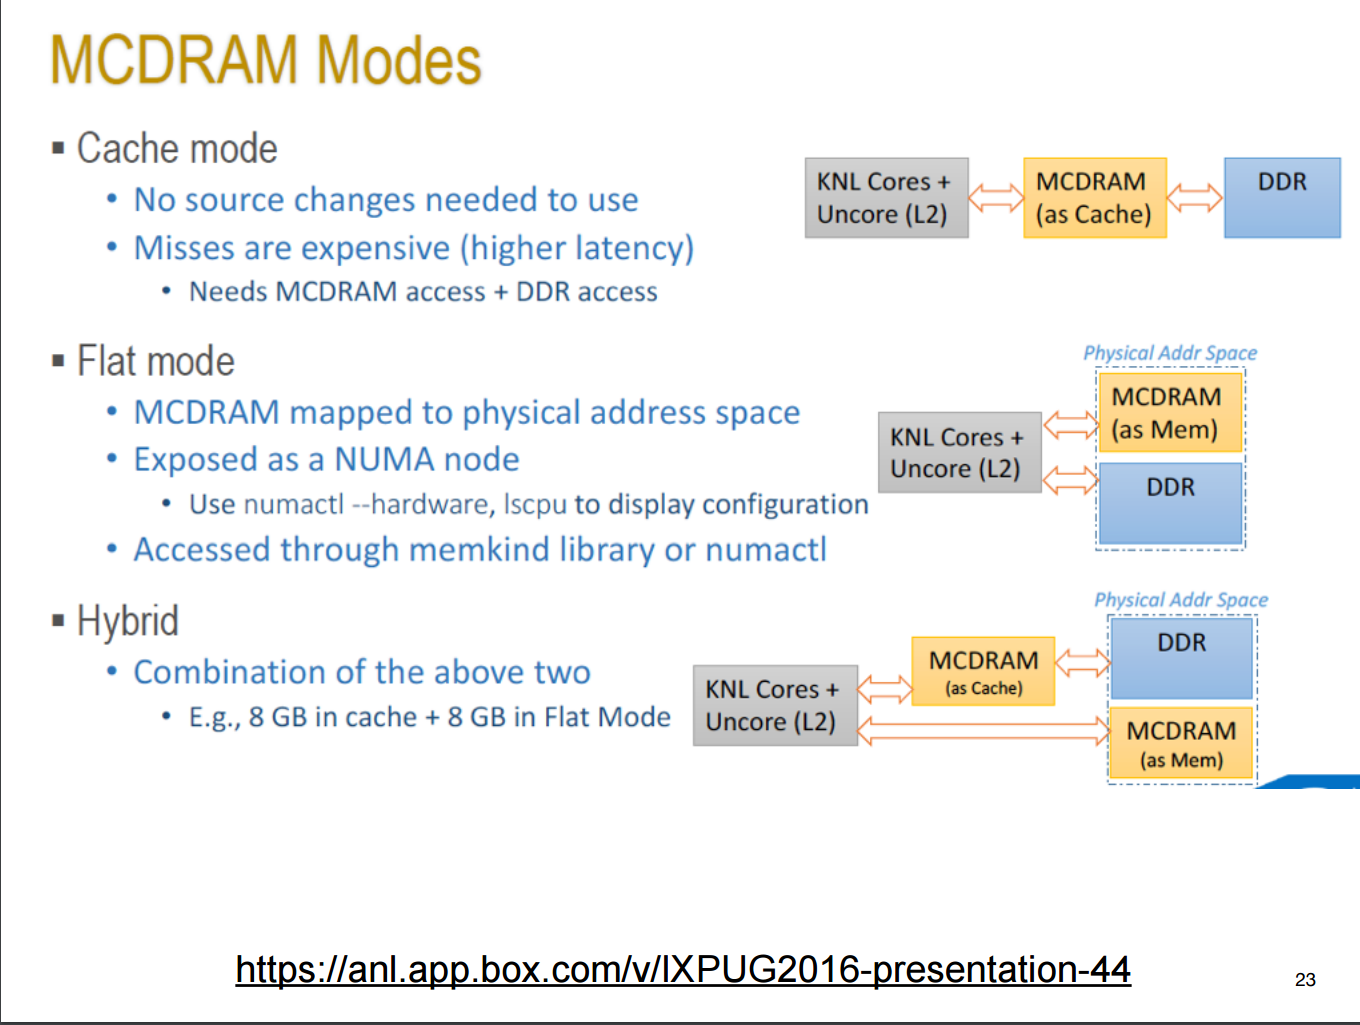 MCDRAM Modes
▪ Cache mode
• No source changes needed to use
• Misses are expensive (higher latency)
• Needs MCDRAM access + DDR access
KNL Cores +
Uncore (L2)
MCDRAM
(as Cache)
DDR
▪ Flat mode
• MCDRAM mapped to physical address space
• Exposed as a NUMA node
• Use numactl --hardware, lscpu to display configuration
• Accessed through memkind library or numactl
Physical Addr Space
KNL Cores +
Uncore (L2)
MCDRAM
(as Mem)
DDR
▪ Hybrid
• Combination of the above two
• E.g., 8 GB in cache + 8 GB in Flat Mode
Physical Addr Space
KNL Cores +
Uncore (L2)
MCDRAM
(as Cache)
DDR
MCDRAM
(as Mem)
https://anl.app.box.com/v/IXPUG2016-presentation-44
23